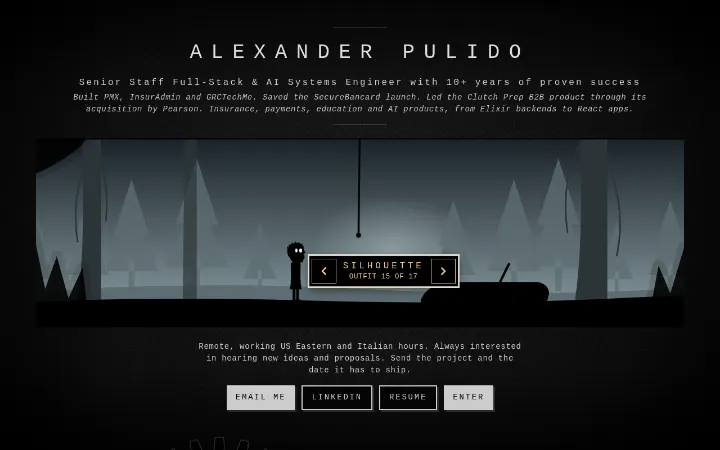 ALEXANDER PULIDO
Senior Staff Full-Stack & AI Systems Engineer with 10+ years of proven success
Built PMX, InsurAdmin and GRCTechMe. Saved the SecureBancard launch. Led the Clutch Prep B2B product through its
acquisition by Pearson. Insurance, payments, education and AI products, from Elixir backends to React apps.
SILHOUETTE
OUTFIT 15 OF 17
Remote, working US Eastern and Italian hours. Always interested
in hearing new ideas and proposals. Send the project and the
date it has to ship.
EMAIL ME LINKEDIN RESUME ENTER